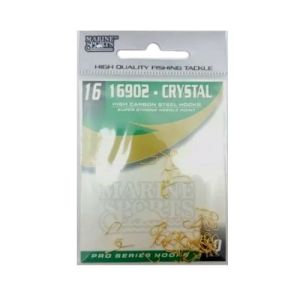 MARINE
SPORTS
HIGH QUALITY FISHING TACKLE
16 16902 - CRYSTAL
HIGH CARBON STEEL HOOKS
SUPER STRONG NEEDLE POINT
MARINE
SPORTS
PRO SERIES HOOKS